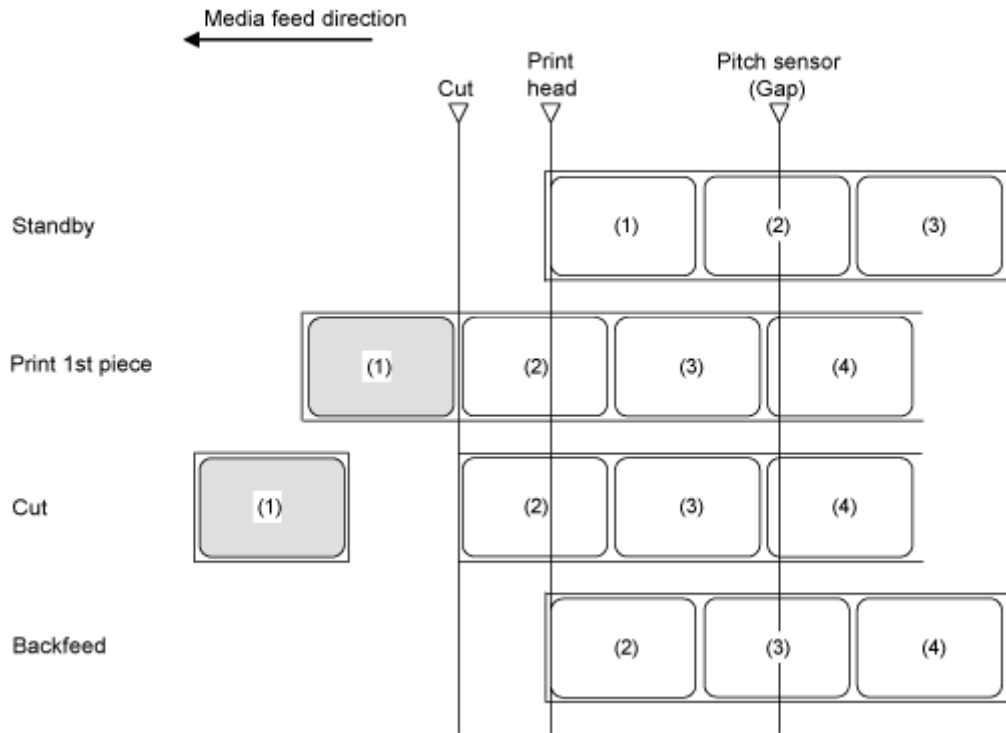 Media feed direction
Cut
Print
head
Pitch sensor
(Gap)
Standby
(1)
(2)
(3)
Print 1st piece
(1)
(2)
(3)
(4)
Cut
(1)
(2)
(3)
(4)
Backfeed
(2)
(3)
(4)